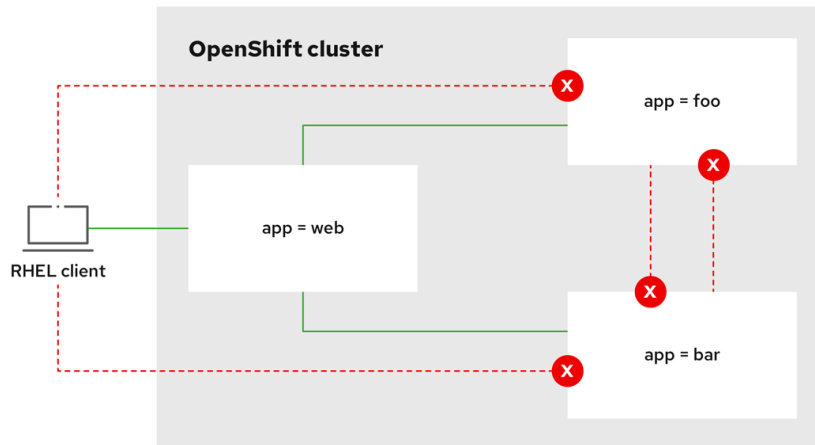 OpenShift cluster
X
app = foo
X
app = web
RHEL client
X
app = bar
X